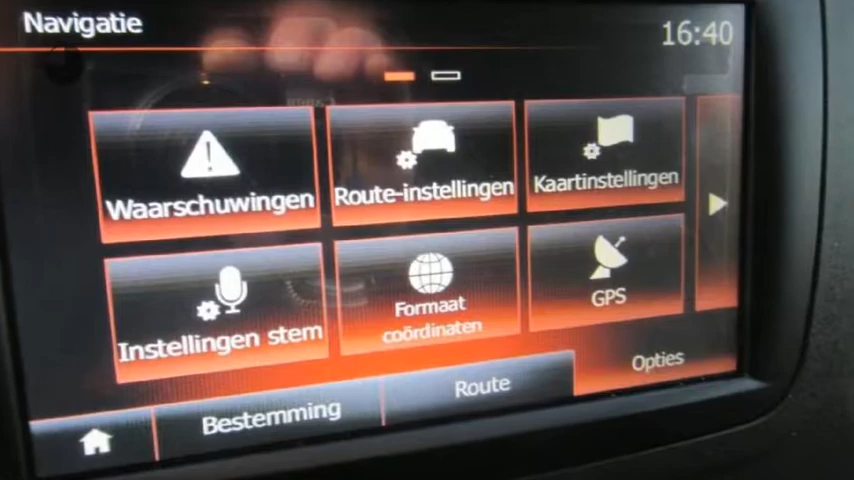 Navigatie
16:40
Waarschuwingen
Route-instellingen
Kaartinstellingen
Instellingen stem
Formaat
coördinaten
GPS
Bestemming
Route
Opties